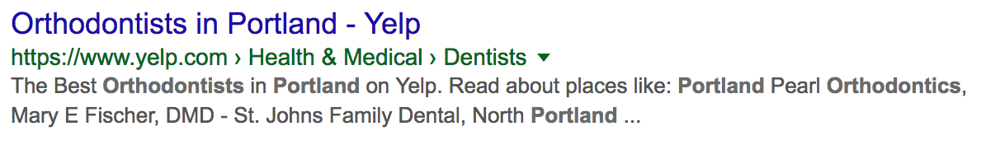 Orthodontists in Portland - Yelp
https://www.yelp.com › Health & Medical › Dentists
The Best Orthodontists in Portland on Yelp. Read about places like: Portland Pearl Orthodontics,
Mary E Fischer, DMD - St. Johns Family Dental, North Portland ...